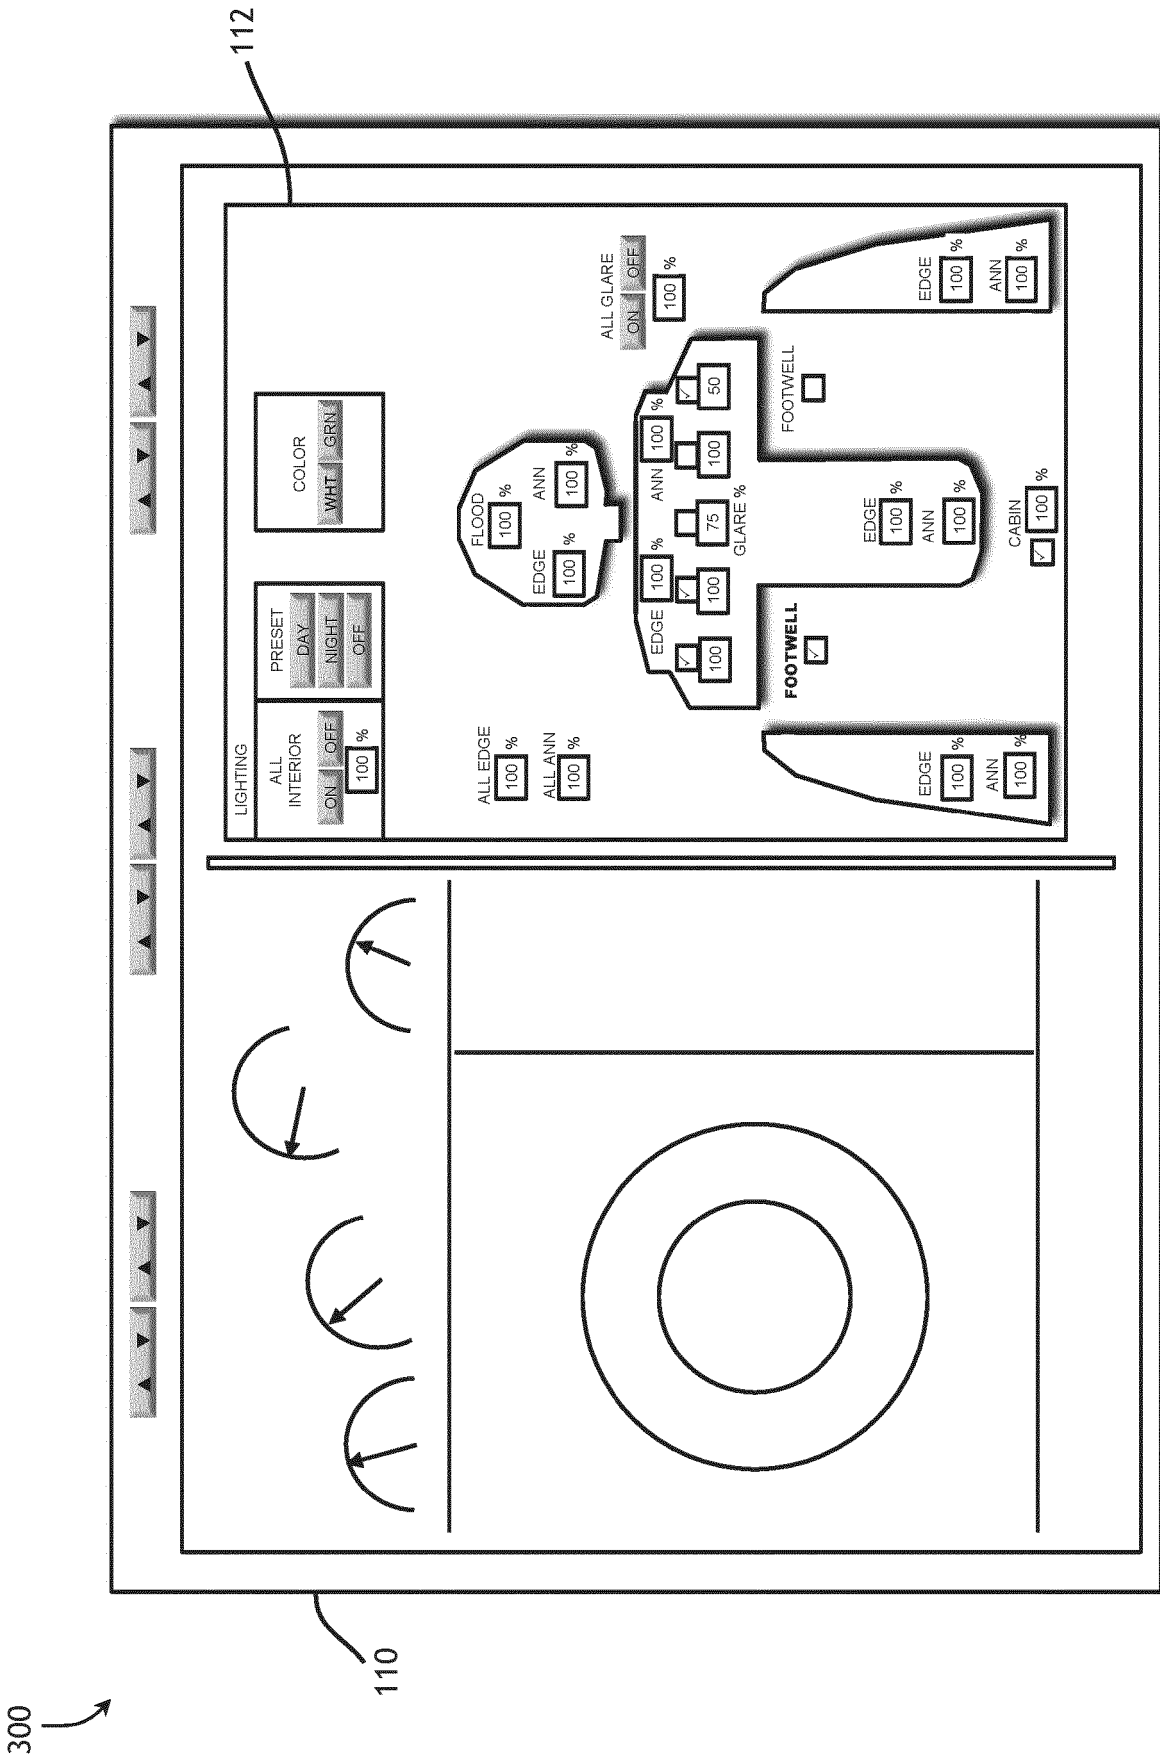 300
110
112
LIGHTING
ALL
INTERIOR
ON OFF
100 %
PRESET
DAY
NIGHT
OFF
COLOR
WHT GRN
ALL EDGE
100 %
ALL ANN
100 %
FLOOD
100 %
EDGE
100 %
ANN
100 %
ALL GLARE
ON OFF
100 %
EDGE 100 % ANN 100 %
✓ ✓ ✓
100 100 75 100 50
GLARE %
FOOTWELL
✓
FOOTWELL
EDGE
100 %
ANN
100 %
EDGE
100 %
ANN
100 %
EDGE
100 %
ANN
100 %
CABIN
✓ 100 %